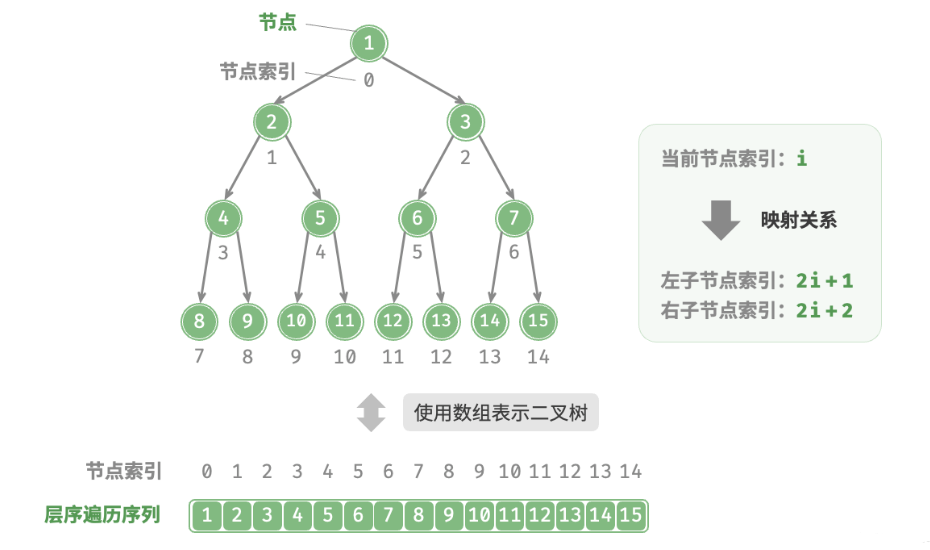 节点
1
节点索引
0
2 3
1 2
4 5 6 7
3 4 5 6
8 9 10 11 12 13 14 15
7 8 9 10 11 12 13 14
当前节点索引：i
映射关系
左子节点索引：2i+1
右子节点索引：2i+2
使用数组表示二叉树
节点索引 0 1 2 3 4 5 6 7 8 9 10 11 12 13 14
层序遍历序列 1 2 3 4 5 6 7 8 9 10 11 12 13 14 15